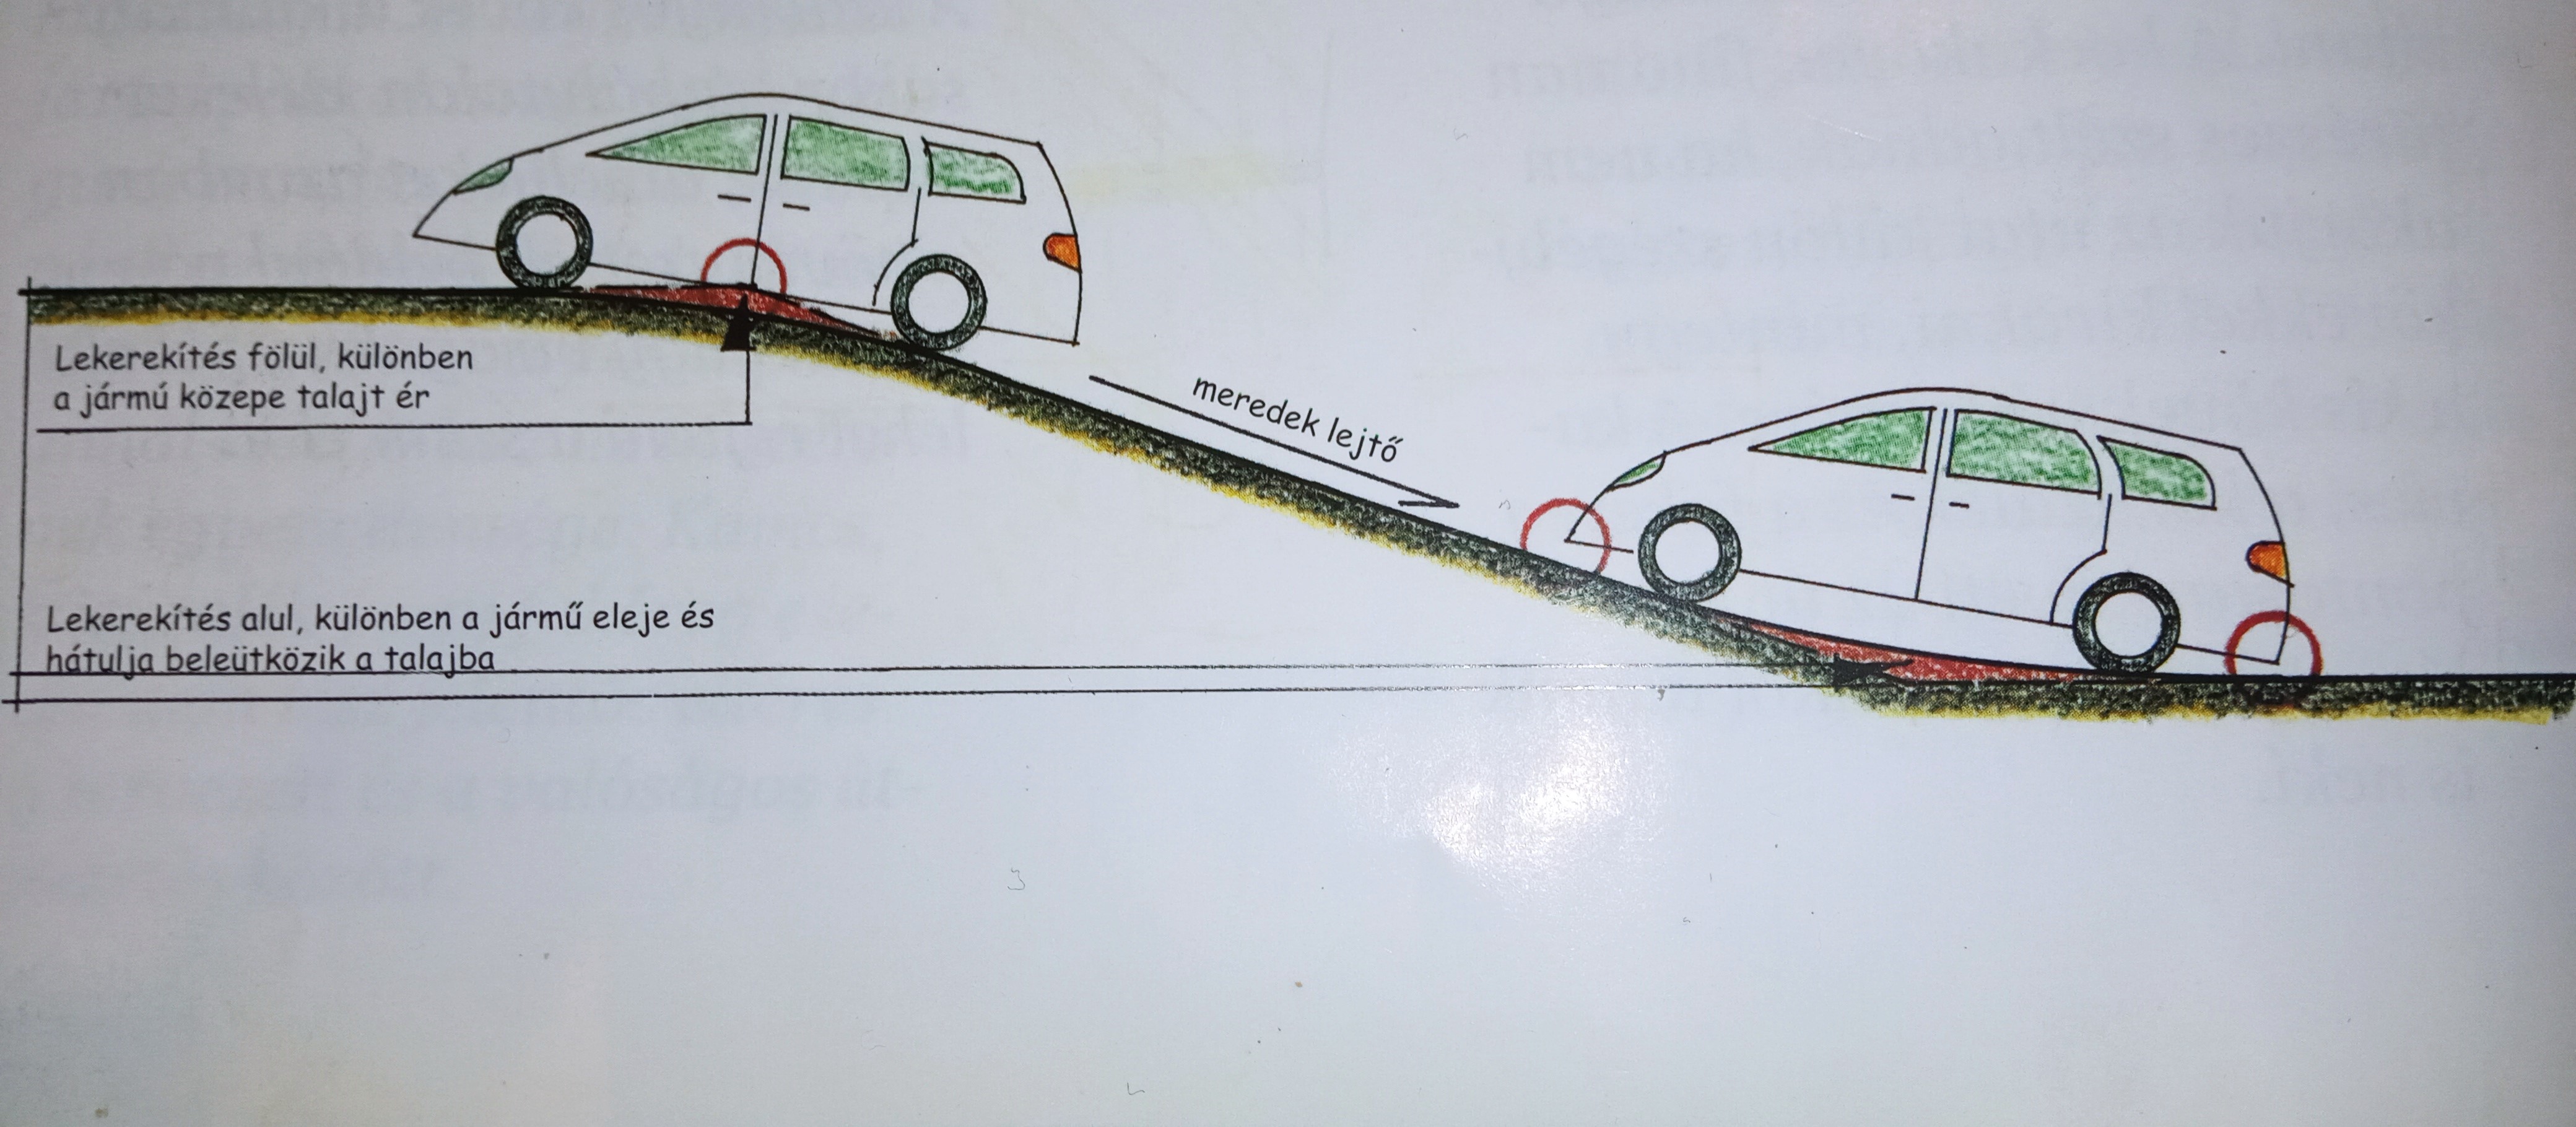 Lekerekítés fölül, különben
a jármú közepe talajt ér
meredek lejtő
Lekerekítés alul, különben a jármű eleje és
hátulja beleütközik a talajba